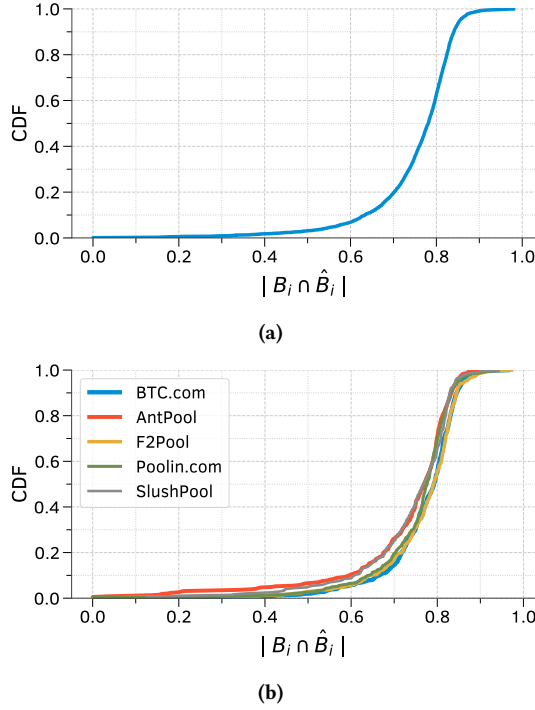 1.0
0.8
0.6
0.4
0.2
0.0
CDF
0.0 0.2 0.4 0.6 0.8 1.0
| B_i ∩ B̂_i |
(a)
1.0
0.8
0.6
0.4
0.2
0.0
CDF
BTC.com
AntPool
F2Pool
Poolin.com
SlushPool
0.0 0.2 0.4 0.6 0.8 1.0
| B_i ∩ B̂_i |
(b)